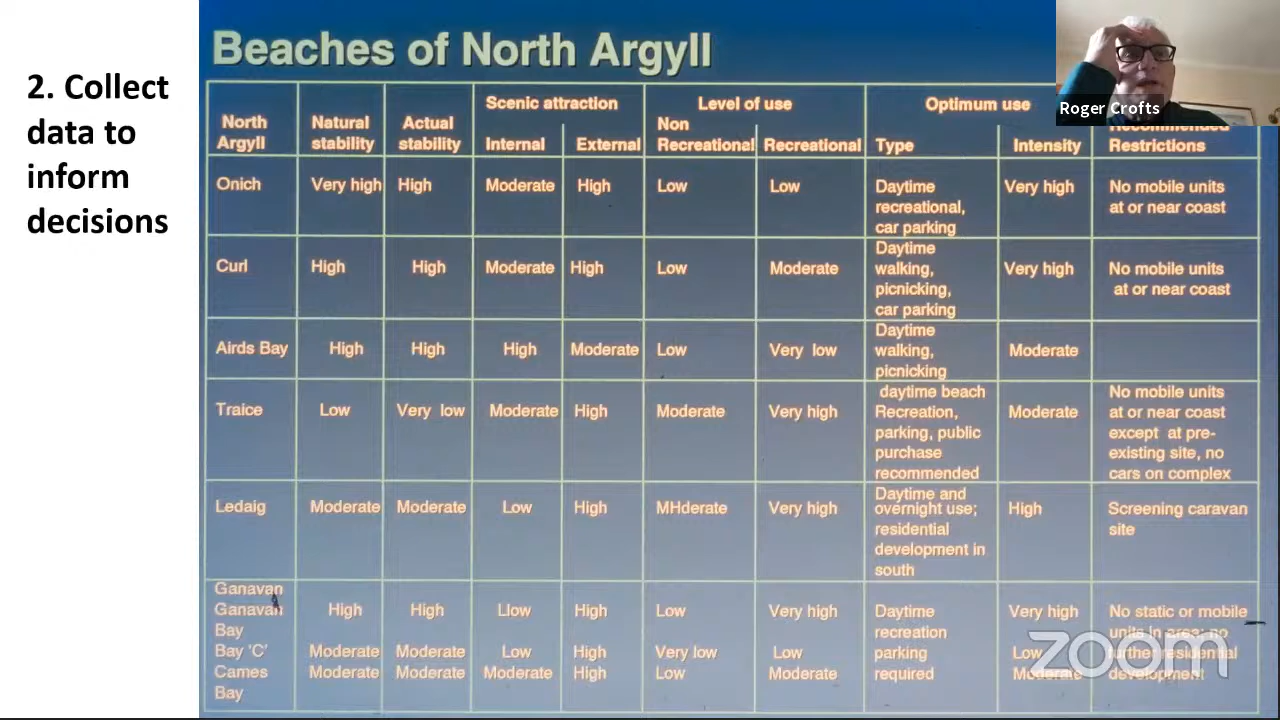 2. Collect
data to
inform
decisions
Beaches of North Argyll
Roger Crofts
Scenic attraction Level of use Optimum use
North Argyll Natural stability Actual stability Internal External Non Recreational Recreational Type Intensity Recommended Restrictions
Onich Very high High Moderate High Low Low Daytime Very high No mobile units
recreational, at or near coast
car parking
Curl High High Moderate High Low Moderate Daytime Very high No mobile units
walking, at or near coast
picnicking,
car parking
Airds Bay High High High Moderate Low Very low Daytime Moderate
walking,
picnicking
Traice Low Very low Moderate High Moderate Very high daytime beach Moderate No mobile units
Recreation, at or near coast
parking, public except at pre-
purchase existing site, no
recommended cars on complex
Ledaig Moderate Moderate Low High MHderate Very high Daytime and High Screening caravan
overnight use; site
residential
development in
south
Ganavan
Ganavan High High Llow High Low Very high Daytime Very high No static or mobile
Bay recreation units in area; no
Bay 'C' Moderate Moderate Low High Very low Low parking Low further residential
Cames Moderate Moderate Moderate High Low Moderate required Moderate development
Bay
zoom